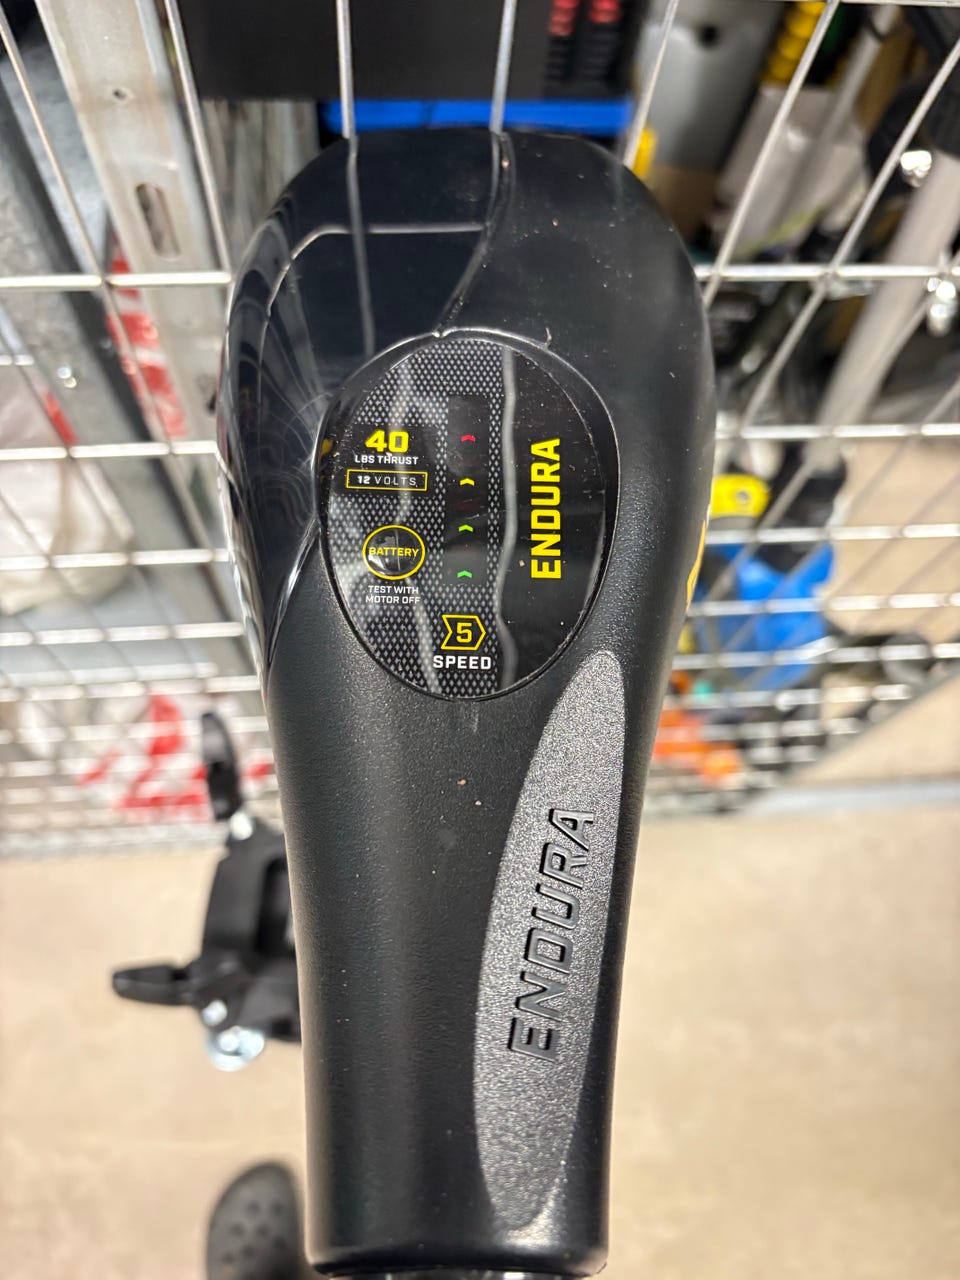 40
LBS THRUST
12 VOLTS
BATTERY
TEST WITH
MOTOR OFF
5
SPEED
ENDURA
ENDURA